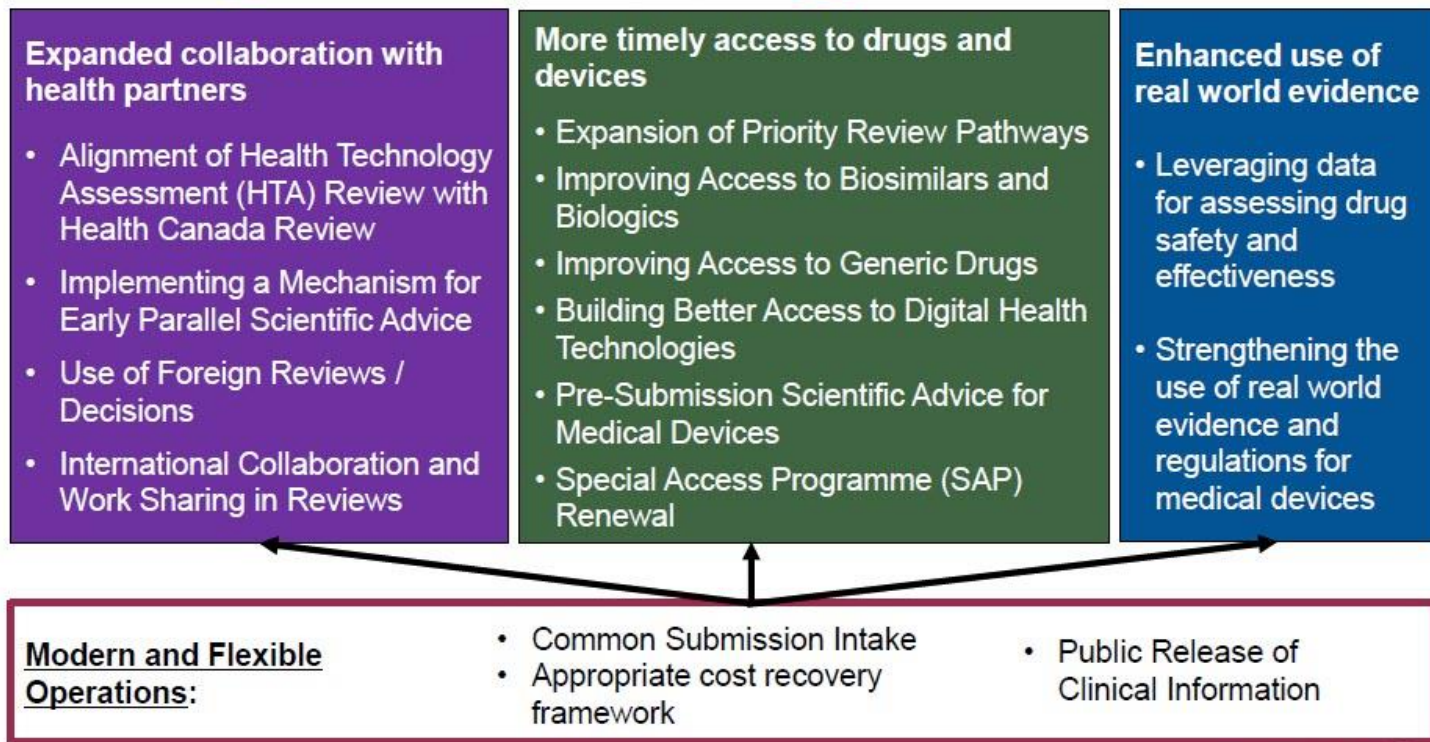 Expanded collaboration with
health partners
• Alignment of Health Technology
Assessment (HTA) Review with
Health Canada Review
• Implementing a Mechanism for
Early Parallel Scientific Advice
• Use of Foreign Reviews /
Decisions
• International Collaboration and
Work Sharing in Reviews
More timely access to drugs and
devices
• Expansion of Priority Review Pathways
• Improving Access to Biosimilars and
Biologics
• Improving Access to Generic Drugs
• Building Better Access to Digital Health
Technologies
• Pre-Submission Scientific Advice for
Medical Devices
• Special Access Programme (SAP)
Renewal
Enhanced use of
real world evidence
• Leveraging data
for assessing drug
safety and
effectiveness
• Strengthening the
use of real world
evidence and
regulations for
medical devices
Modern and Flexible
Operations:
• Common Submission Intake
• Appropriate cost recovery
framework
• Public Release of
Clinical Information